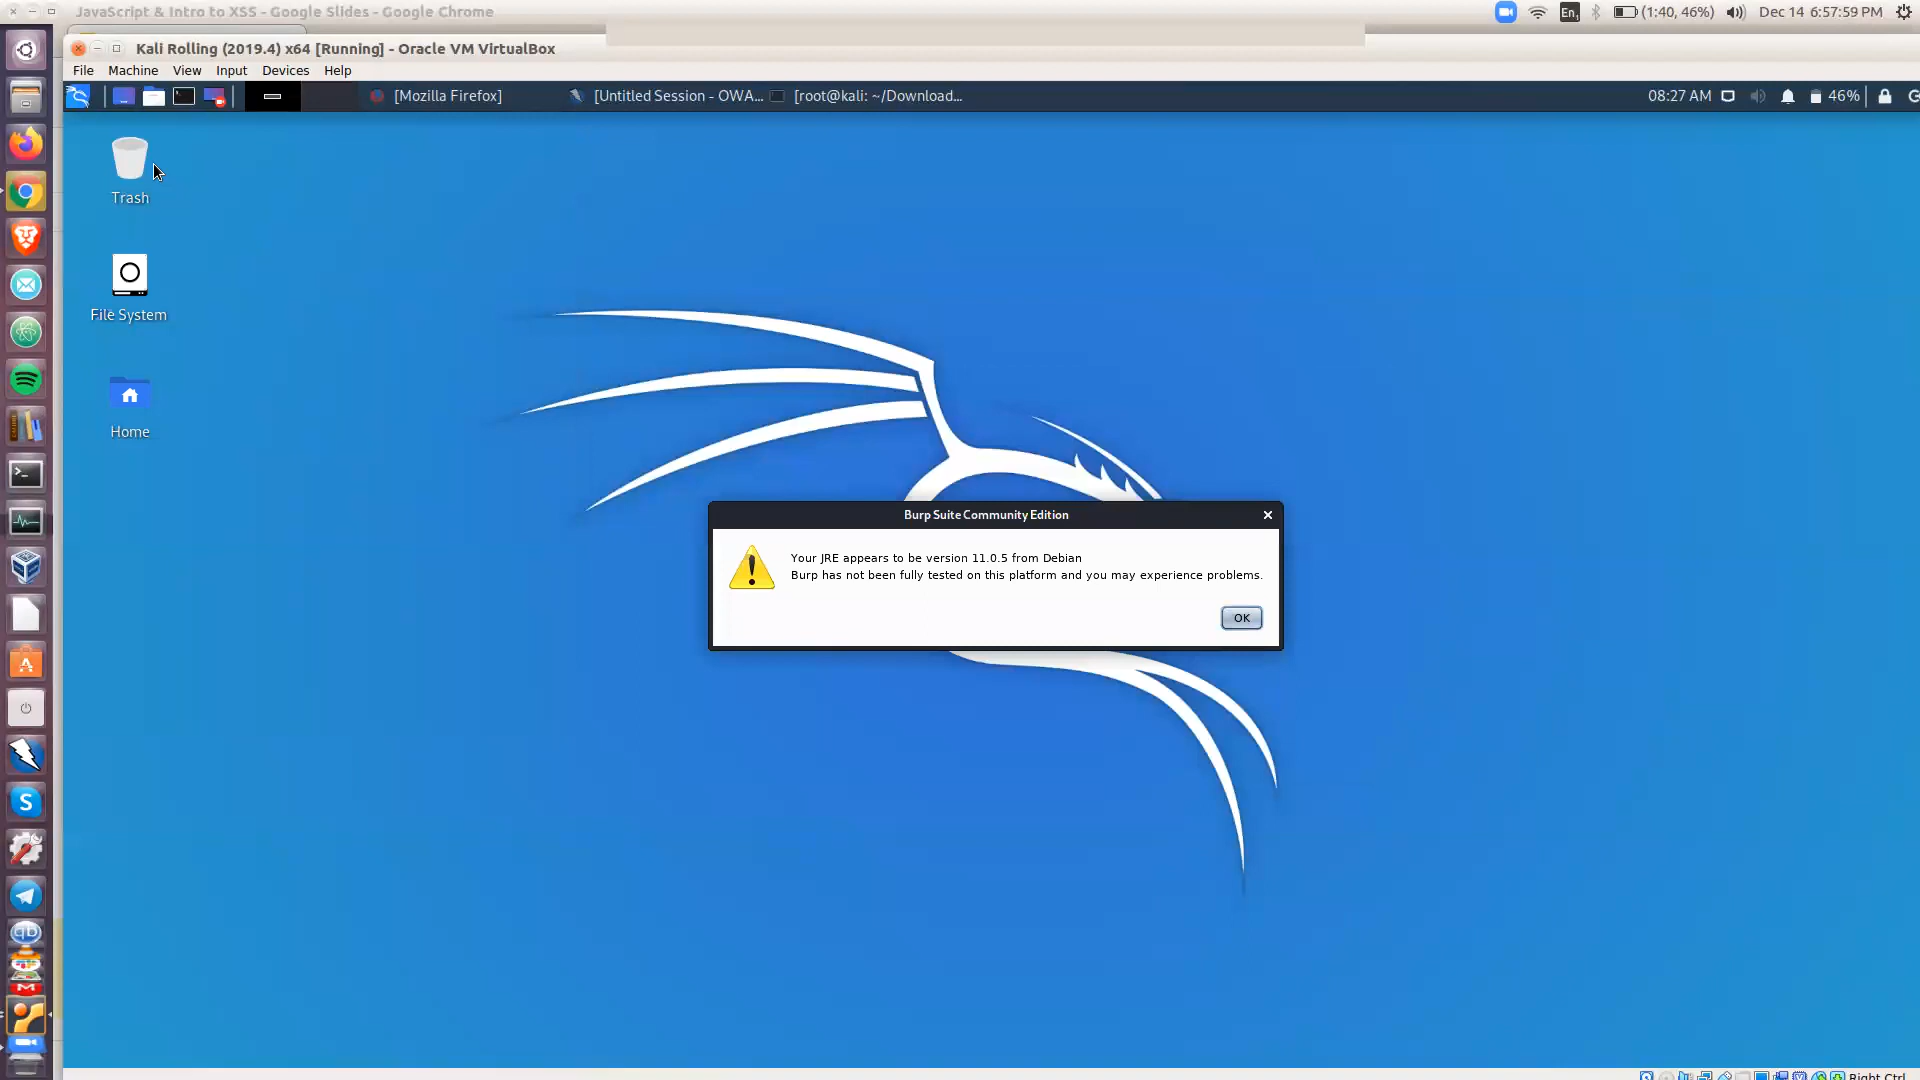 JavaScript & Intro to XSS - Google Slides - Google Chrome
En1
(1:40, 46%)
Dec 14 6:57:59 PM
Kali Rolling (2019.4) x64 [Running] - Oracle VM VirtualBox
File Machine View Input Devices Help
[Mozilla Firefox]
[Untitled Session - OWA...
[root@kali: ~/Download...
08:27 AM
46%
Trash
File System
Home
Burp Suite Community Edition
Your JRE appears to be version 11.0.5 from Debian
Burp has not been fully tested on this platform and you may experience problems.
OK
Right Ctrl